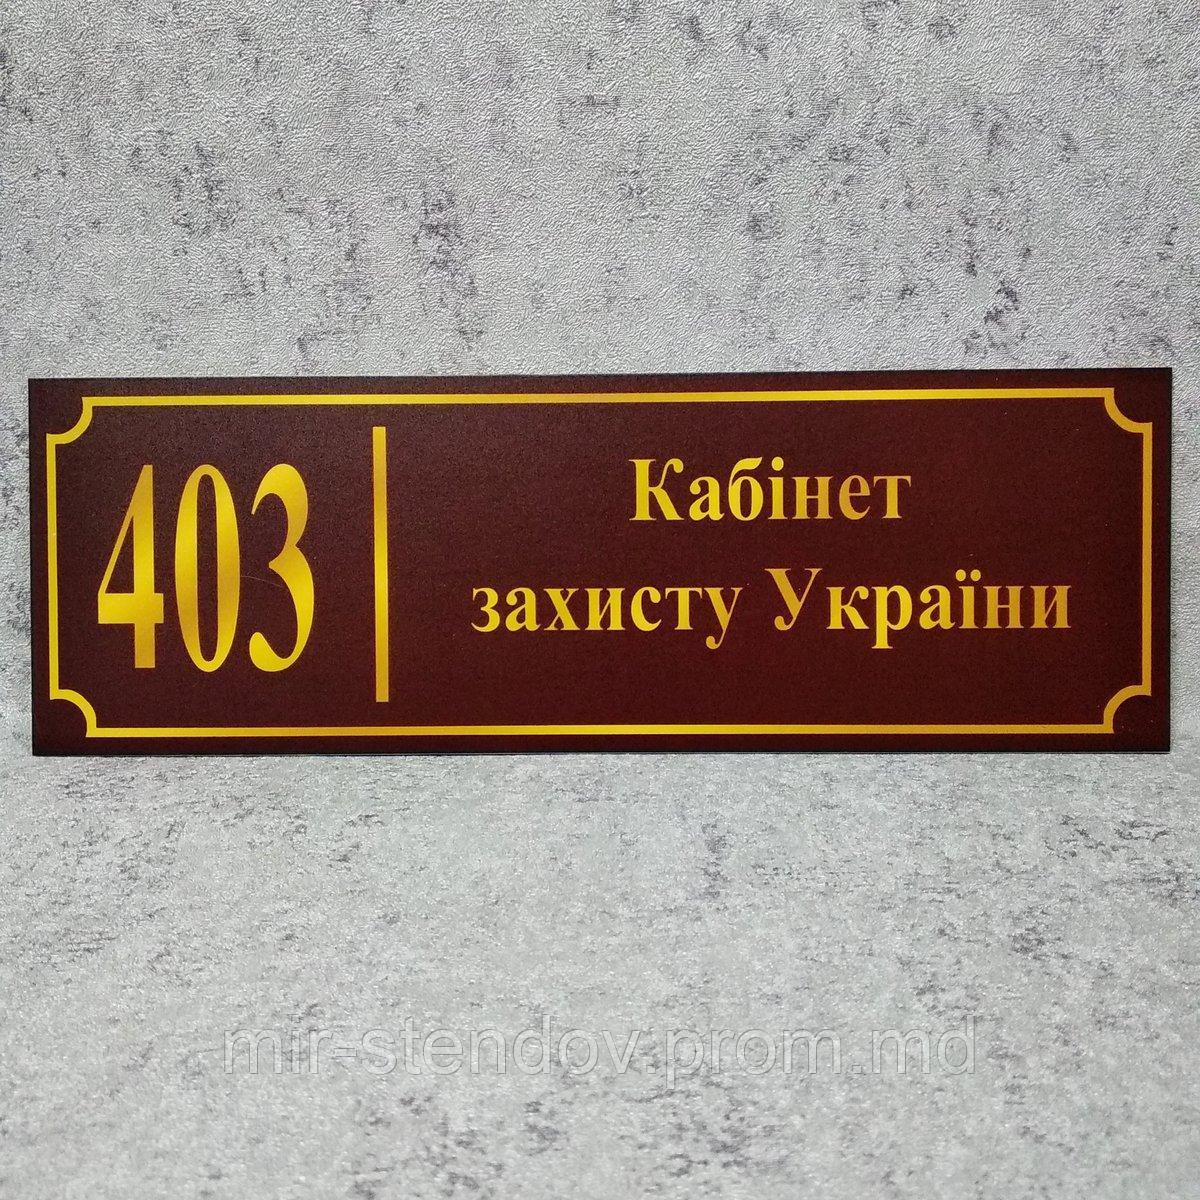 403
Кабінет
захисту України
mir-stendov.prom.md